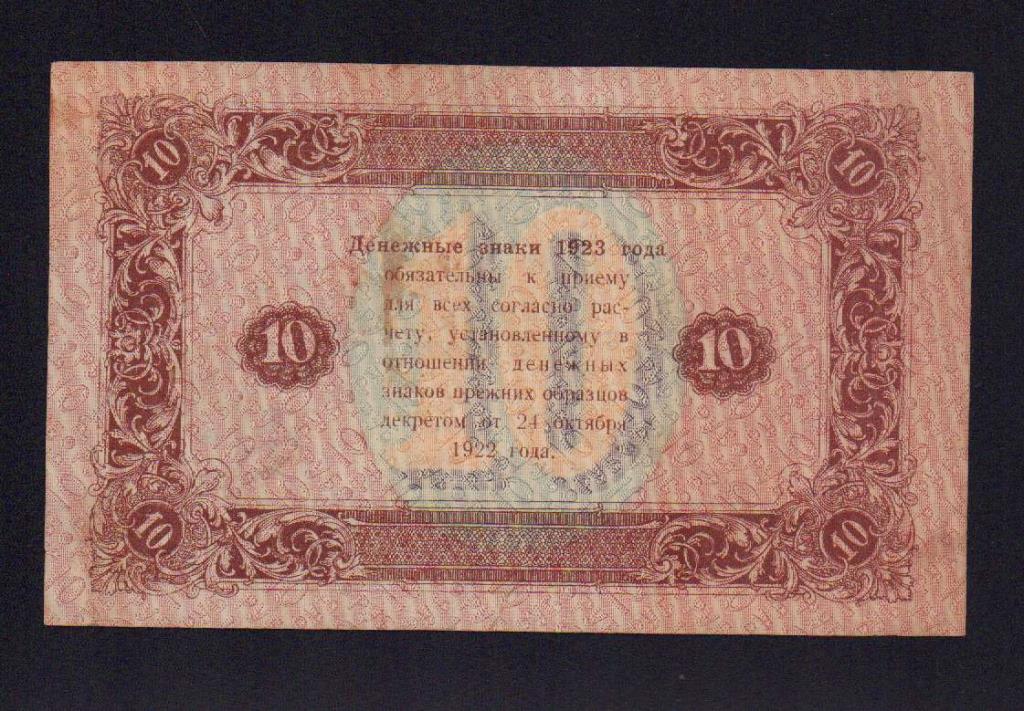 10 10
Денежные знаки 1923 года
обязательны к приему
для всех согласно рас-
чету, установленному в
10 10 10
отношении денежных
знаков прежних образцов
декретом от 24 октября
1922 года.
10 10